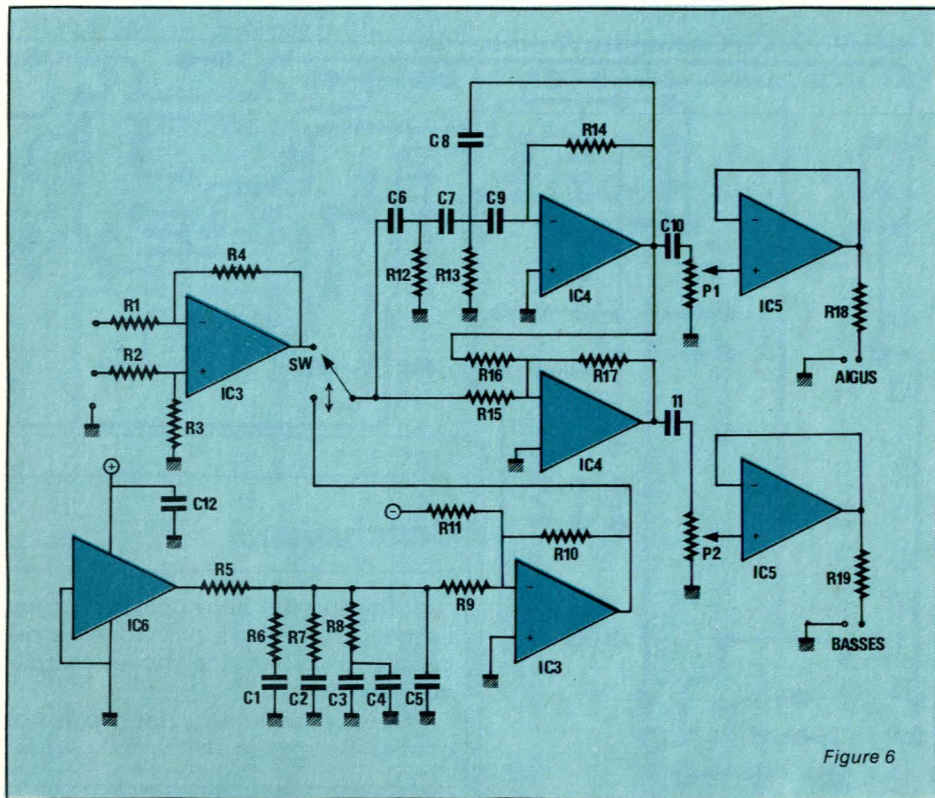 C8
R14
C6
C7
C9
R12
R13
-
+
IC4
C10
P1
-
+
IC5
R18
AIGUS
R4
R1
R2
-
+
IC3
R3
SW
R16
R15
R17
-
+
IC4
11
P2
-
+
IC5
R19
BASSES
+
C12
IC6
R5
R6
R7
R8
C1
C2
C3
C4
C5
-
R11
R9
R10
-
+
IC3
Figure 6